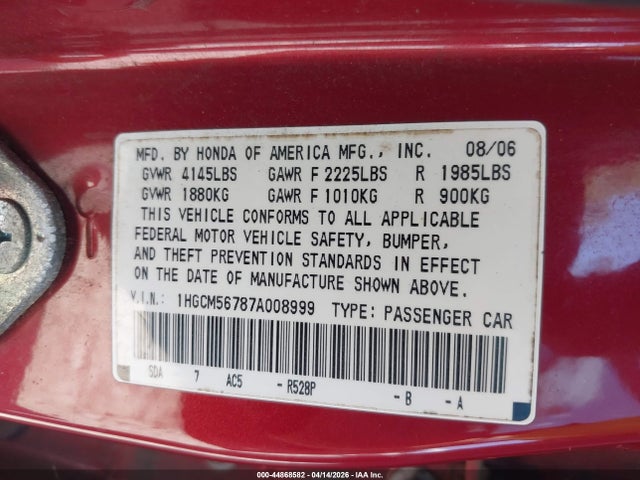 MFD. BY HONDA OF AMERICA MFG., INC. 08/06
GVWR 4145LBS GAWR F 2225LBS R 1985LBS
GVWR 1880KG GAWR F 1010KG R 900KG
THIS VEHICLE CONFORMS TO ALL APPLICABLE
FEDERAL MOTOR VEHICLE SAFETY, BUMPER,
AND THEFT PREVENTION STANDARDS IN EFFECT
ON THE DATE OF MANUFACTURE SHOWN ABOVE.
V.I.N. 1HGCM56787A008999 TYPE: PASSENGER CAR
SDA 7 AC5 - R528P - B - A
000-44868582 - 04/14/2026 - IAA Inc.